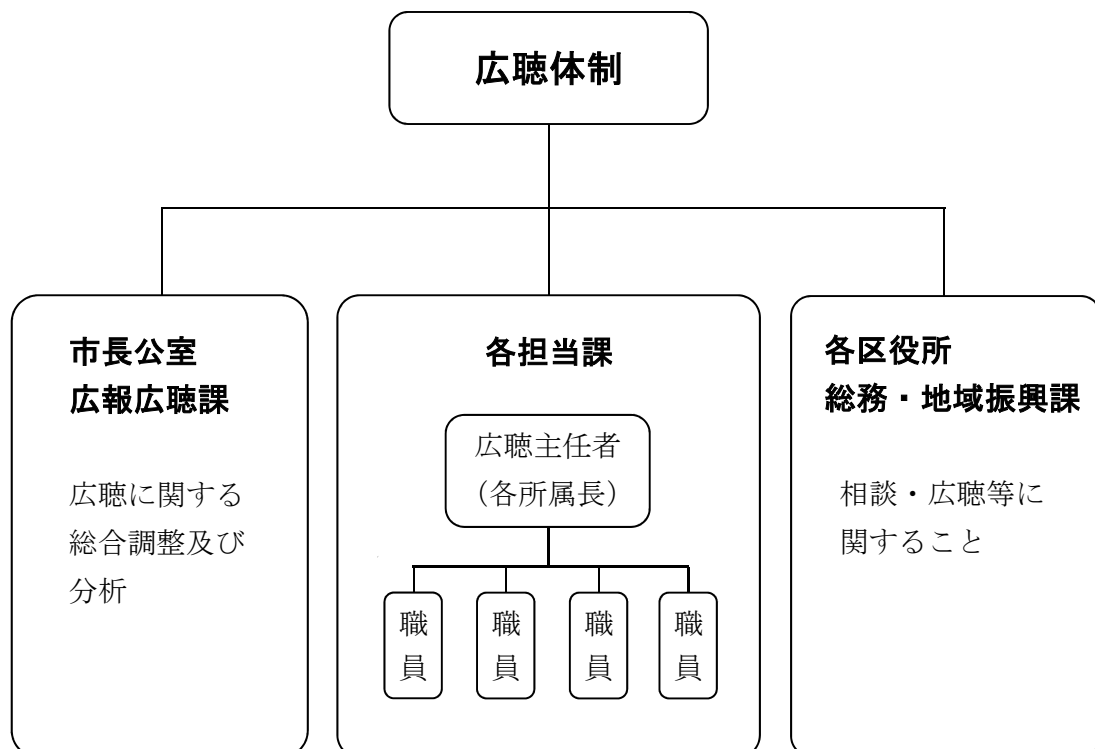 広聴体制
市長公室
広報広聴課
広聴に関する
総合調整及び
分析
各担当課
広聴主任者
（各所属長）
職員
職員
職員
職員
各区役所
総務・地域振興課
相談・広聴等に
関すること